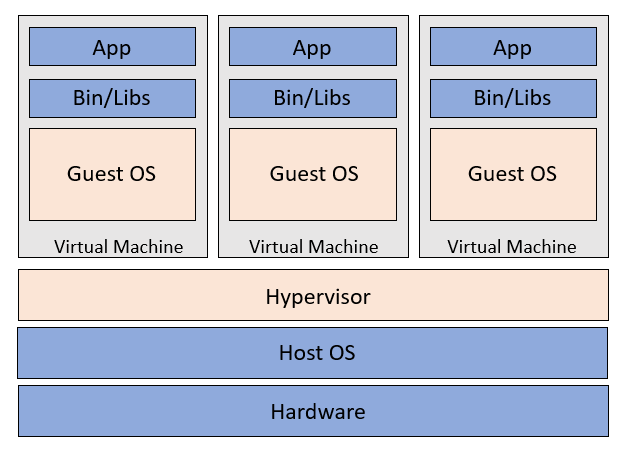 App
App
App
Bin/Libs
Bin/Libs
Bin/Libs
Guest OS
Guest OS
Guest OS
Virtual Machine
Virtual Machine
Virtual Machine
Hypervisor
Host OS
Hardware